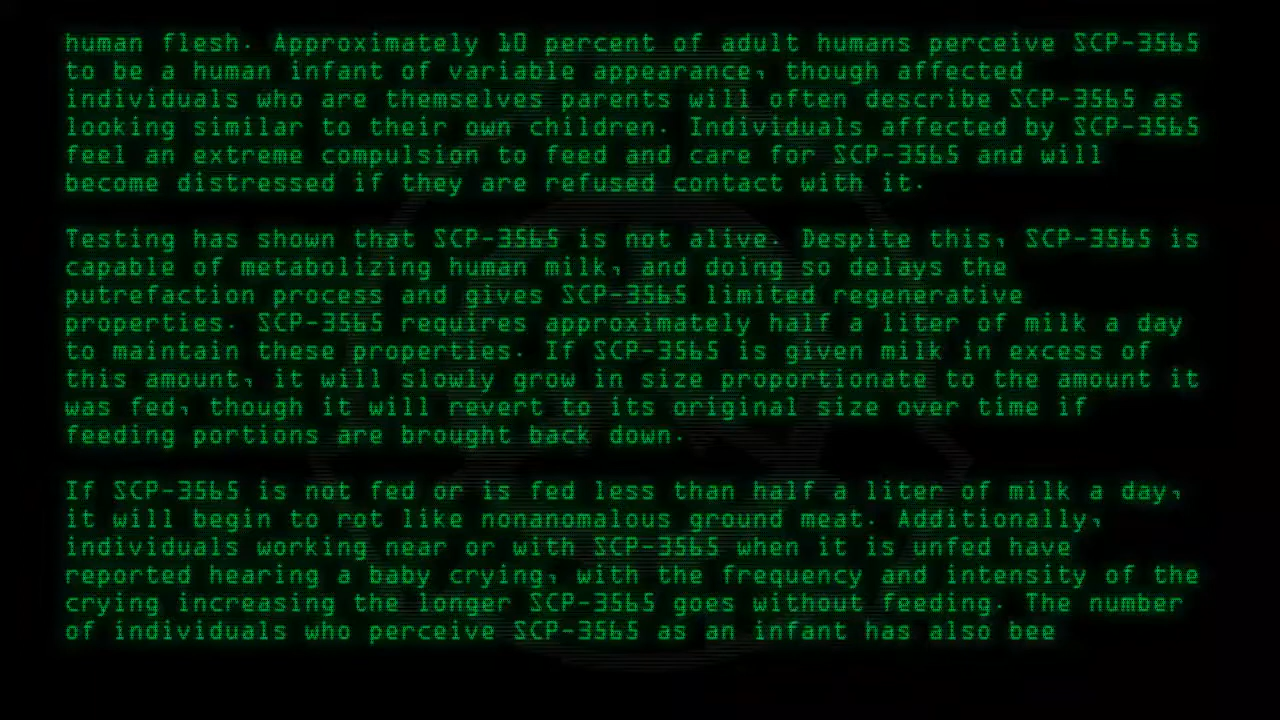 human flesh. Approximately 10 percent of adult humans perceive SCP-3565
to be a human infant of variable appearance, though affected
individuals who are themselves parents will often describe SCP-3565 as
looking similar to their own children. Individuals affected by SCP-3565
feel an extreme compulsion to feed and care for SCP-3565 and will
become distressed if they are refused contact with it.
Testing has shown that SCP-3565 is not alive. Despite this, SCP-3565 is
capable of metabolizing human milk, and doing so delays the
putrefaction process and gives SCP-3565 limited regenerative
properties. SCP-3565 requires approximately half a liter of milk a day
to maintain these properties. If SCP-3565 is given milk in excess of
this amount, it will slowly grow in size proportionate to the amount it
was fed, though it will revert to its original size over time if
feeding portions are brought back down.
If SCP-3565 is not fed or is fed less than half a liter of milk a day,
it will begin to rot like nonanomalous ground meat. Additionally,
individuals working near or with SCP-3565 when it is unfed have
reported hearing a baby crying, with the frequency and intensity of the
crying increasing the longer SCP-3565 goes without feeding. The number
of individuals who perceive SCP-3565 as an infant has also bee